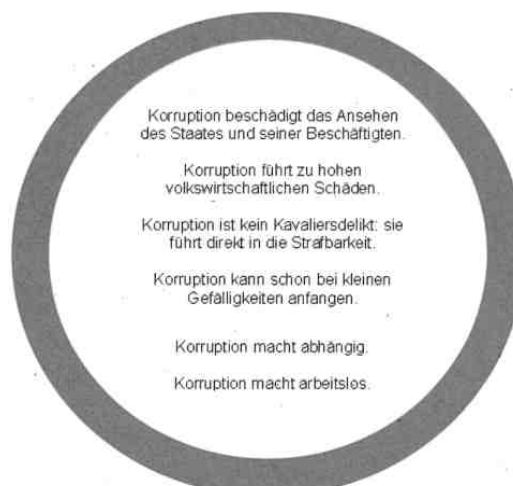 Korruption beschädigt das Ansehen
des Staates und seiner Beschäftigten.
Korruption führt zu hohen
volkswirtschaftlichen Schäden.
Korruption ist kein Kavaliersdelikt: sie
führt direkt in die Strafbarkeit.
Korruption kann schon bei kleinen
Gefälligkeiten anfangen.
Korruption macht abhängig.
Korruption macht arbeitslos.